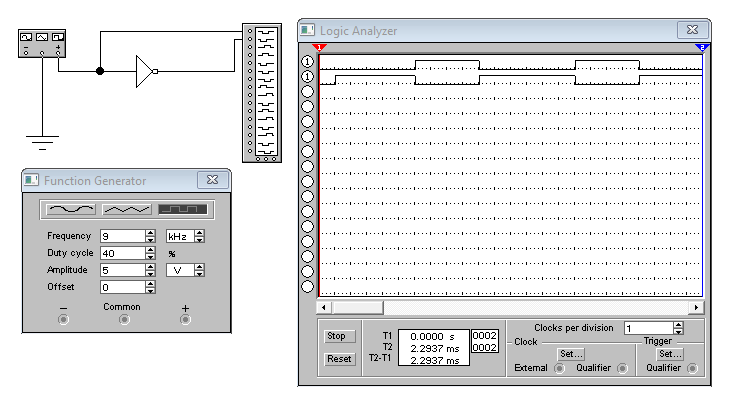 − ⏊ +
Logic Analyzer
1 2
1
1
Function Generator
Frequency 9 kHz
Duty cycle 40 %
Amplitude 5 V
Offset 0
− Common +
Clocks per division 1
Stop
Reset
T1 0.0000 s 0002
T2 2.2937 ms 0002
T2-T1 2.2937 ms
Clock
Set...
External Qualifier
Trigger
Set...
Qualifier